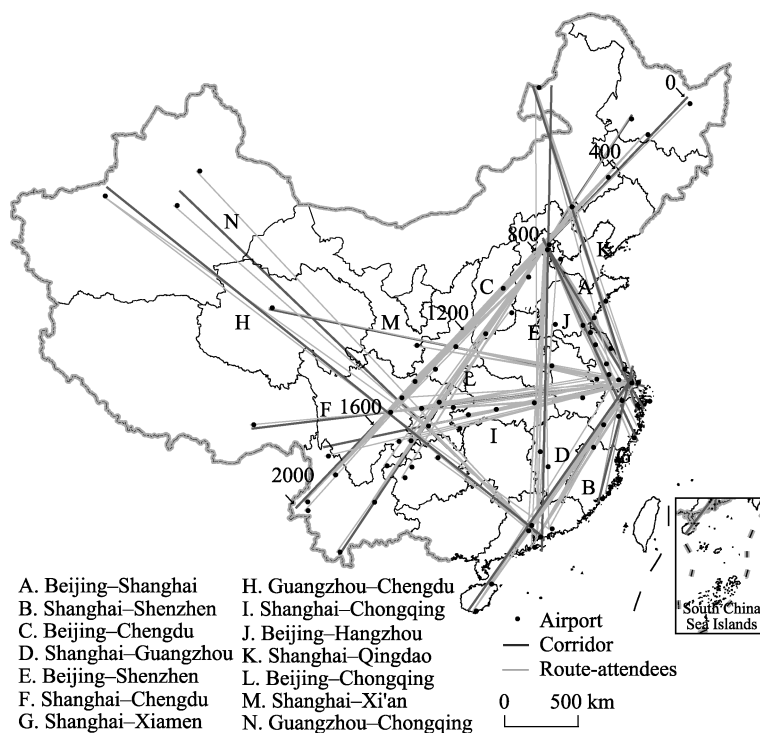 0
400
N
800
K
C
A
H
M
1200
E
J
L
F
1600
I
G
D
2000
B
A. Beijing–Shanghai
B. Shanghai–Shenzhen
C. Beijing–Chengdu
D. Shanghai–Guangzhou
E. Beijing–Shenzhen
F. Shanghai–Chengdu
G. Shanghai–Xiamen
H. Guangzhou–Chengdu
I. Shanghai–Chongqing
J. Beijing–Hangzhou
K. Shanghai–Qingdao
L. Beijing–Chongqing
M. Shanghai–Xi'an
N. Guangzhou–Chongqing
Airport
Corridor
Route-attendees
0 500 km
South China
Sea Islands